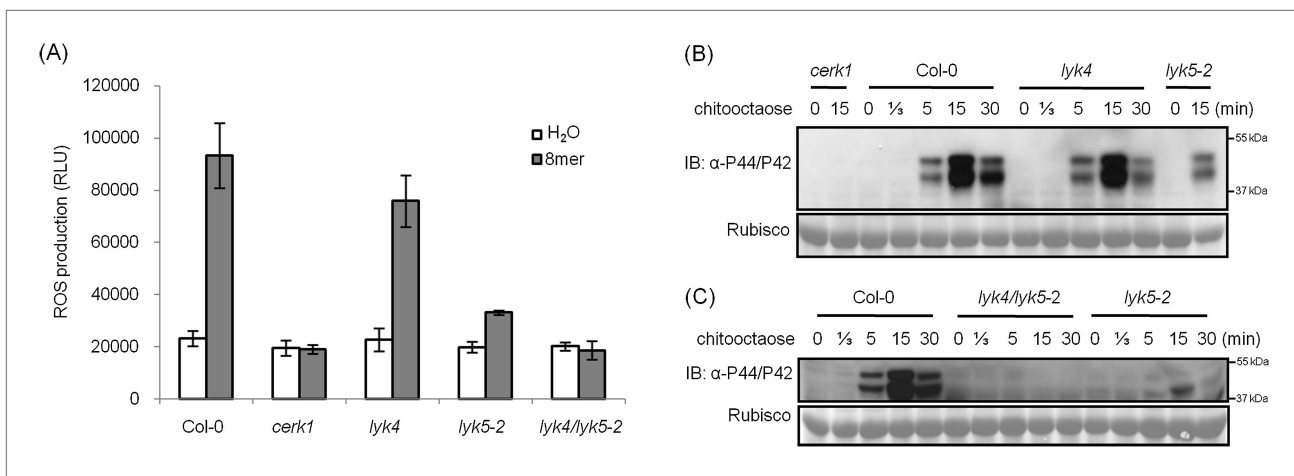 (A)
120000
100000
80000
60000
40000
20000
0
ROS production (RLU)
H₂O
8mer
Col-0
cerk1
lyk4
lyk5-2
lyk4/lyk5-2
(B)
cerk1 Col-0 lyk4 lyk5-2
chitooctaose 0 15 0 ⅓ 5 15 30 0 ⅓ 5 15 30 0 15 (min)
55 kDa
IB: α-P44/P42
37 kDa
Rubisco
(C)
Col-0 lyk4/lyk5-2 lyk5-2
chitooctaose 0 ⅓ 5 15 30 0 ⅓ 5 15 30 0 ⅓ 5 15 30 (min)
55 kDa
IB: α-P44/P42
37 kDa
Rubisco